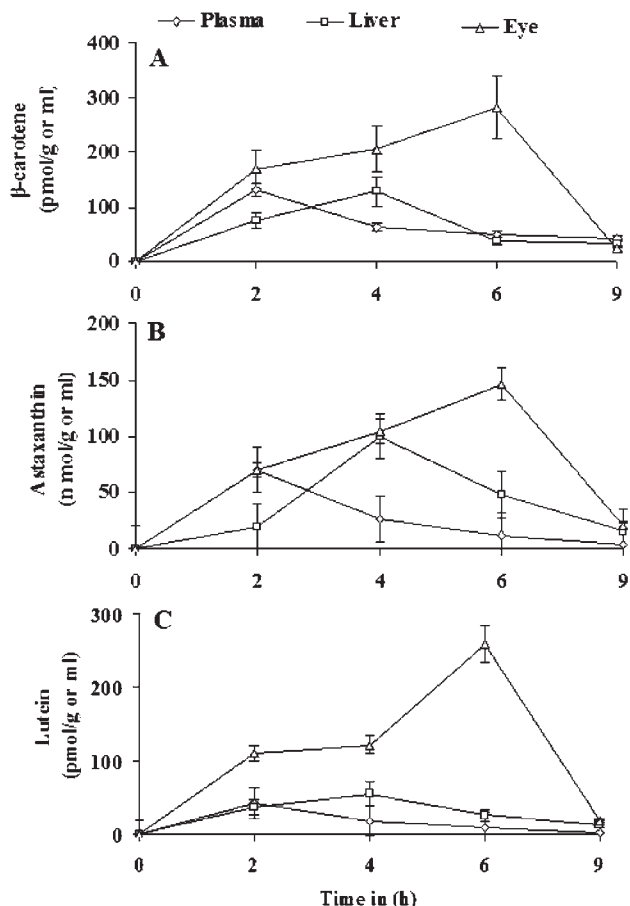 Plasma Liver Eye
A
β-carotene
(pmol/g or ml)
400
300
200
100
0
0 2 4 6 9
B
Astaxanthin
(n mol/g or ml)
200
150
100
50
0
0 2 4 6 9
C
Lutein
(pmol/g or ml)
300
200
100
0
0 2 4 6 9
Time in (h)